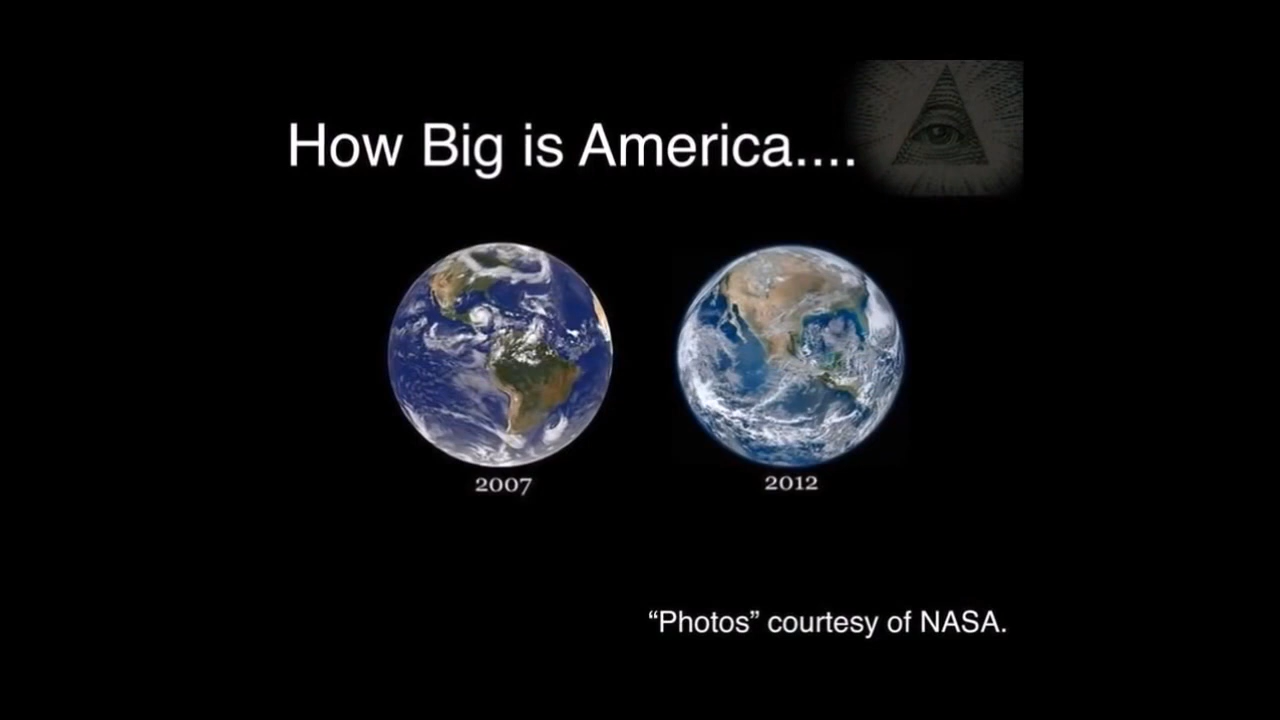 How Big is America....
2007
2012
“Photos” courtesy of NASA.